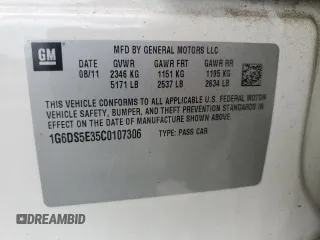 GM
MFD BY GENERAL MOTORS LLC
DATE GVWR GAWR FRT GAWR RR
08/11 2346 KG 1151 KG 1195 KG
5171 LB 2537 LB 2634 LB
THIS VEHICLE CONFORMS TO ALL APPLICABLE U.S. FEDERAL MOTOR
VEHICLE SAFETY, BUMPER, AND THEFT PREVENTION STANDARDS IN
EFFECT ON THE DATE OF MANUFACTURE SHOWN ABOVE.
1G6DS5E35C0107306 TYPE: PASS CAR
BIDHISTORY